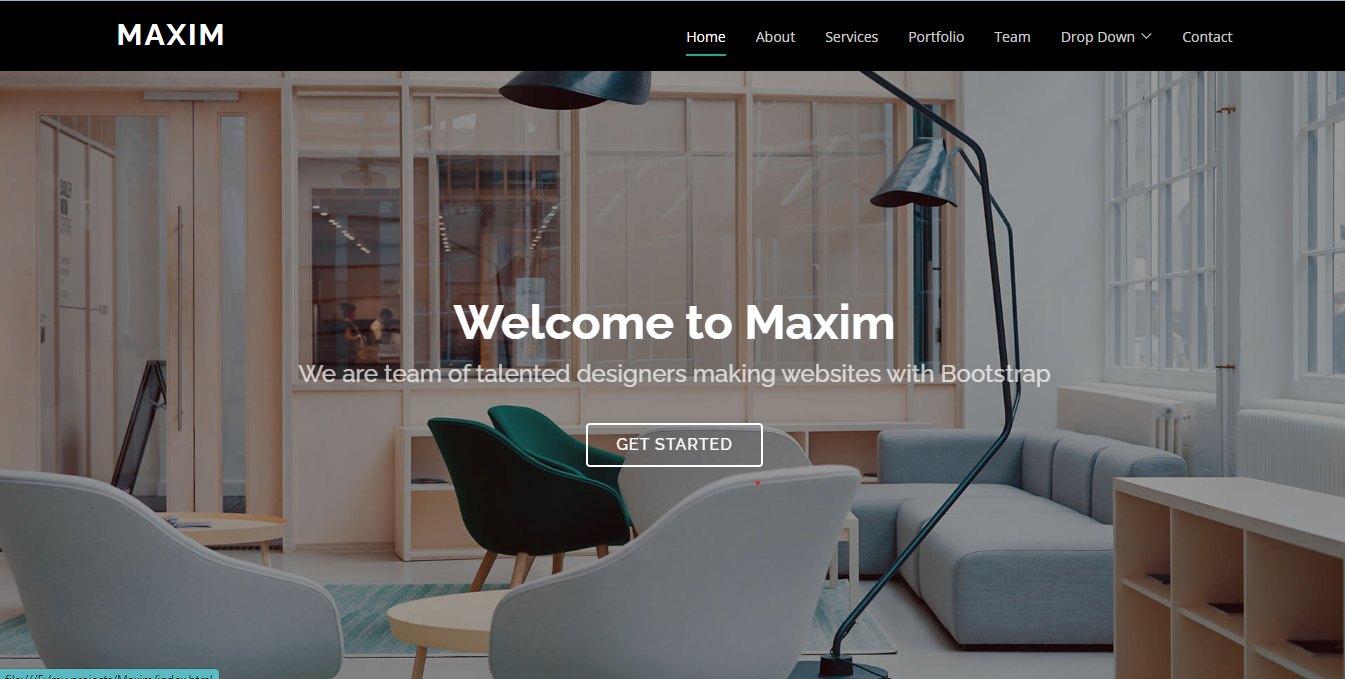 MAXIM
Home About Services Portfolio Team Drop Down Contact
Welcome to Maxim
We are team of talented designers making websites with Bootstrap
GET STARTED
file:///F:/my projects/Maxim/index.html